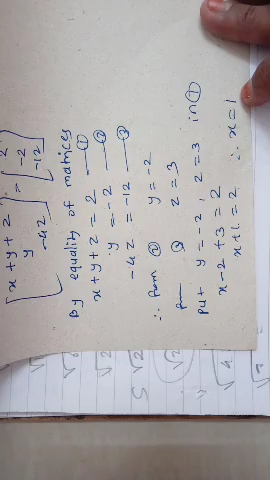 [x+y+z
y
-4z] = [2
-2
-12]
By equality of matrices
x+y+z = 2 —— ①
y = -2 —— ②
-4z = -12 —— ③
∴ from ② y = -2
from ③ z = 3
put y = -2, z = 3 in ①
x-2+3 = 2
x+1 = 2 ∴ x = 1